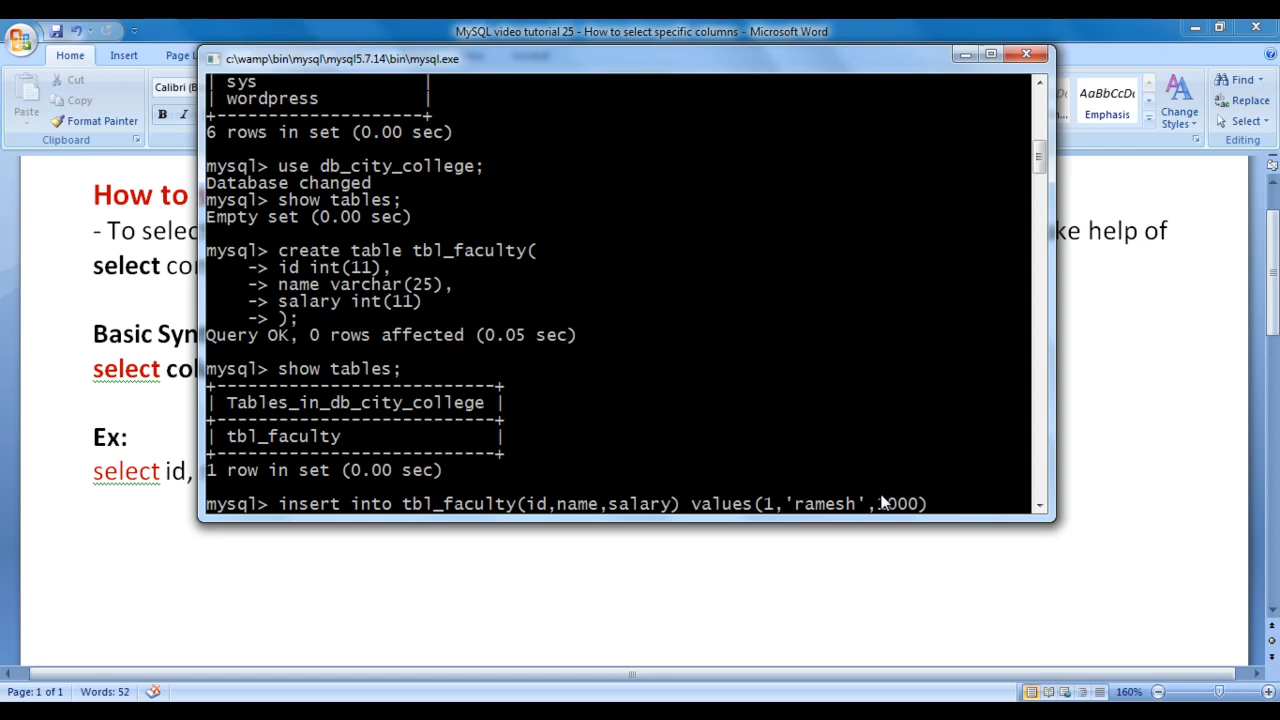 MySQL video tutorial 25 - How to select specific columns - Microsoft Word
Home Insert Page L
Cut
Copy
Paste
Format Painter
Clipboard
Calibri (
B
AaBbCcDc
Emphasis
Change
Styles
Find
Replace
Select
Editing
How to
- To selec
ke help of
select co
Basic Syn
select col
Ex:
select id,
c:\wamp\bin\mysql\mysql5.7.14\bin\mysql.exe
| sys |
| wordpress |
+--------------------+
6 rows in set (0.00 sec)
mysql> use db_city_college;
Database changed
mysql> show tables;
Empty set (0.00 sec)
mysql> create table tbl_faculty(
-> id int(11),
-> name varchar(25),
-> salary int(11)
-> );
Query OK, 0 rows affected (0.05 sec)
mysql> show tables;
+---------------------------+
| Tables_in_db_city_college |
+---------------------------+
| tbl_faculty |
+---------------------------+
1 row in set (0.00 sec)
mysql> insert into tbl_faculty(id,name,salary) values(1,'ramesh',1000)
Page: 1 of 1 Words: 52
160%